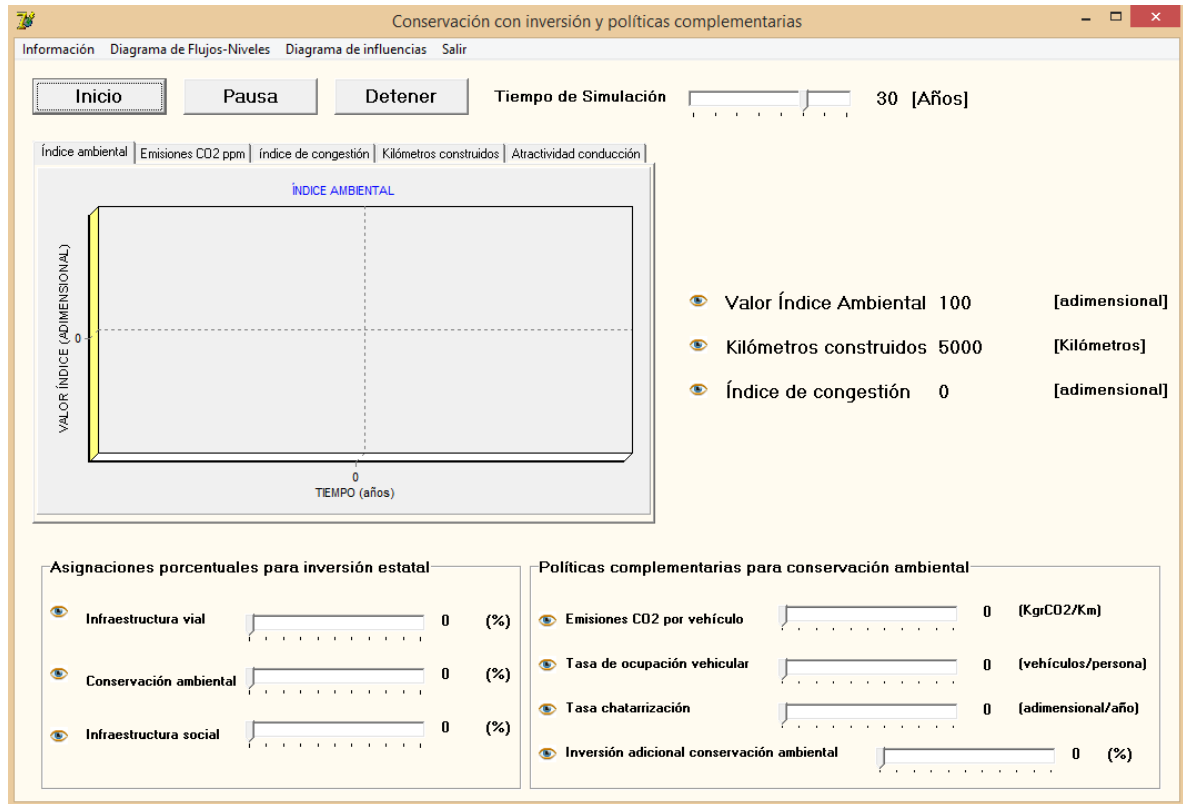 Conservación con inversión y políticas complementarias
Información Diagrama de Flujos-Niveles Diagrama de influencias Salir
Inicio Pausa Detener Tiempo de Simulación 30 [Años]
Índice ambiental Emisiones CO2 ppm índice de congestión Kilómetros construidos Atractividad conducción
ÍNDICE AMBIENTAL
VALOR ÍNDICE (ADIMENSIONAL)
0
0
TIEMPO (años)
Valor Índice Ambiental 100 [adimensional]
Kilómetros construidos 5000 [Kilómetros]
Índice de congestión 0 [adimensional]
Asignaciones porcentuales para inversión estatal
Infraestructura vial 0 (%)
Conservación ambiental 0 (%)
Infraestructura social 0 (%)
Políticas complementarias para conservación ambiental
Emisiones CO2 por vehículo 0 (KgrCO2/Km)
Tasa de ocupación vehicular 0 (vehículos/persona)
Tasa chatarrización 0 (adimensional/año)
Inversión adicional conservación ambiental 0 (%)